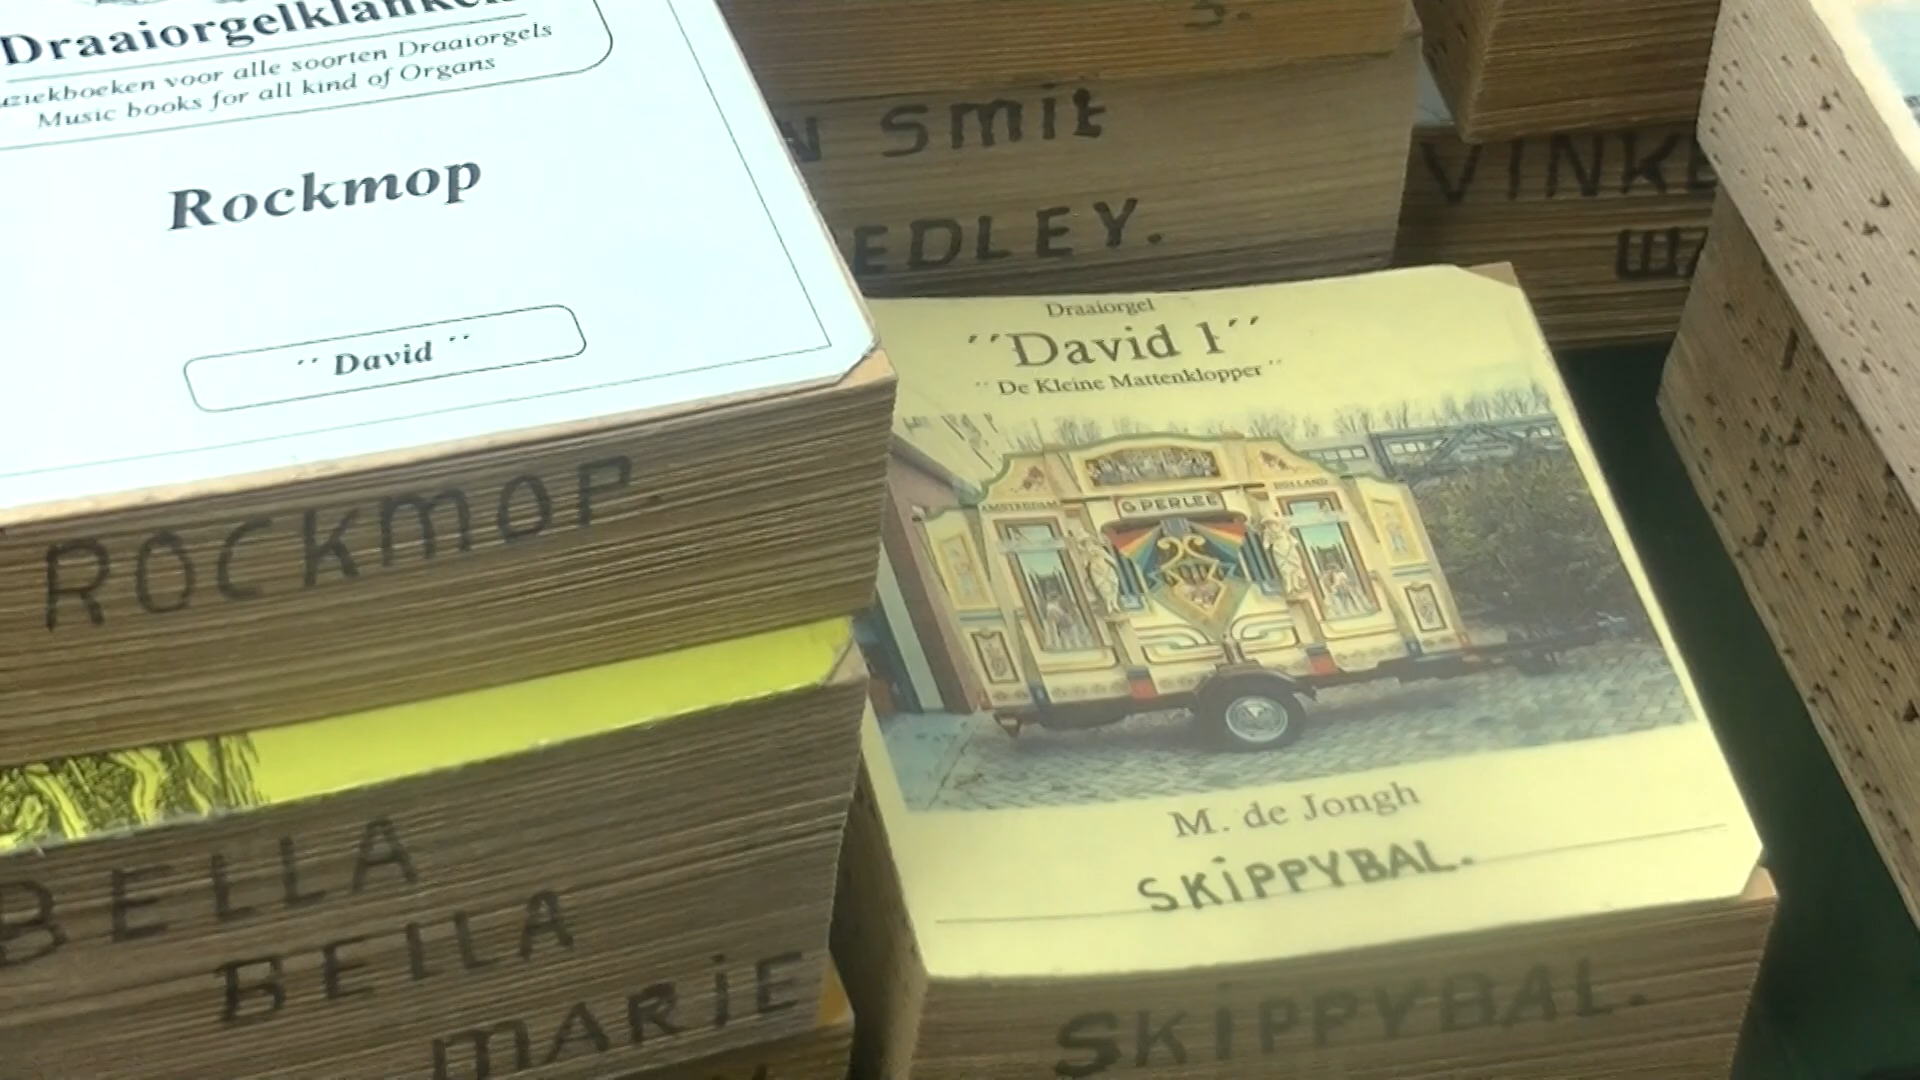 Draaiorgelklanken
uziekboeken voor alle soorten Draaiorgels
Music books for all kind of Organs
Rockmop
´´ David ´´
ROCKMOP
BELLA
BELLA
MARIE
N SMIT
EDLEY.
VINKE
WA
Draaiorgel
´´David 1´´
´´ De Kleine Mattenklopper ´´
AMSTERDAM
G. PERLEE
HOLLAND
M. de Jongh
SKIPPYBAL.
SKIPPYBAL.